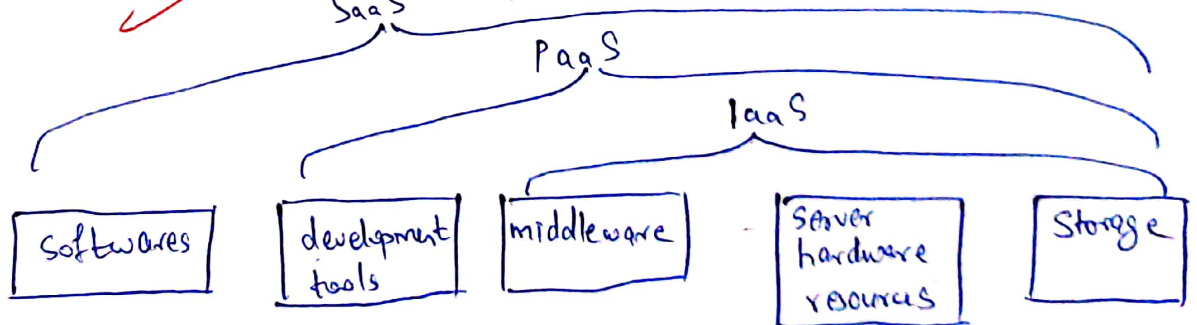 SaaS
PaaS
IaaS
softwares
development
tools
middleware
server
hardware
resources
Storage